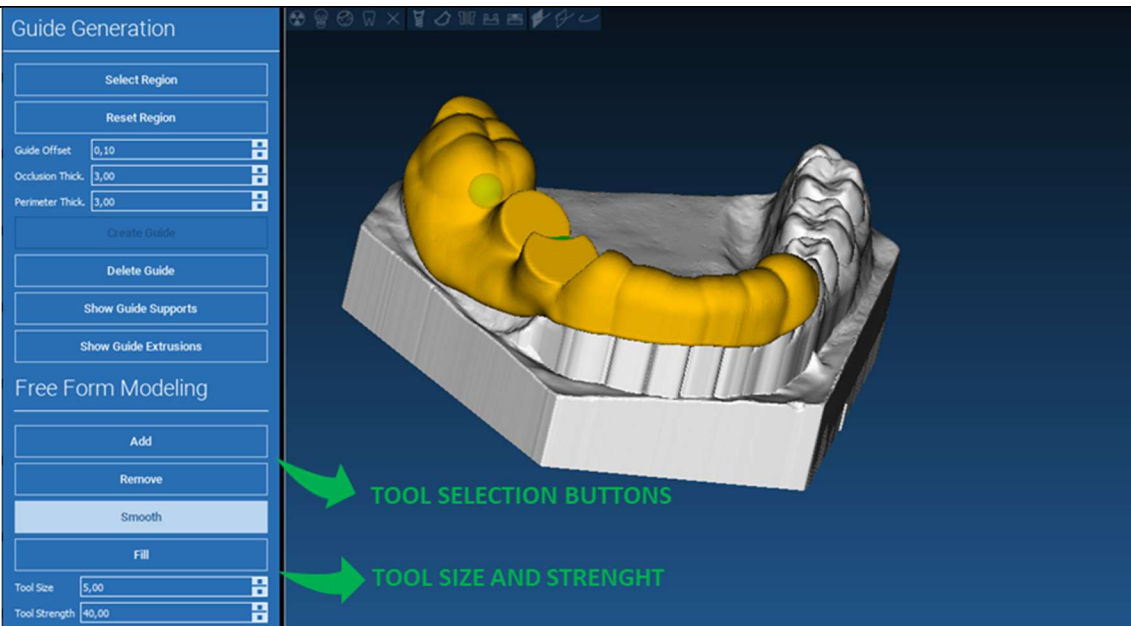 Guide Generation
Select Region
Reset Region
Guide Offset 0,10
Occlusion Thick. 3,00
Perimeter Thick. 3,00
Create Guide
Delete Guide
Show Guide Supports
Show Guide Extrusions
Free Form Modeling
Add
Remove
TOOL SELECTION BUTTONS
Smooth
Fill
TOOL SIZE AND STRENGHT
Tool Size 5,00
Tool Strength 40,00